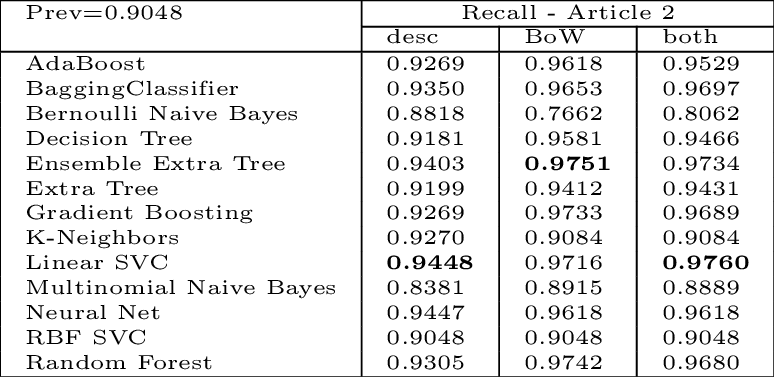 Prev=0.9048 Recall - Article 2
desc BoW both
AdaBoost 0.9269 0.9618 0.9529
BaggingClassifier 0.9350 0.9653 0.9697
Bernoulli Naive Bayes 0.8818 0.7662 0.8062
Decision Tree 0.9181 0.9581 0.9466
Ensemble Extra Tree 0.9403 0.9751 0.9734
Extra Tree 0.9199 0.9412 0.9431
Gradient Boosting 0.9269 0.9733 0.9689
K-Neighbors 0.9270 0.9084 0.9084
Linear SVC 0.9448 0.9716 0.9760
Multinomial Naive Bayes 0.8381 0.8915 0.8889
Neural Net 0.9447 0.9618 0.9618
RBF SVC 0.9048 0.9048 0.9048
Random Forest 0.9305 0.9742 0.9680